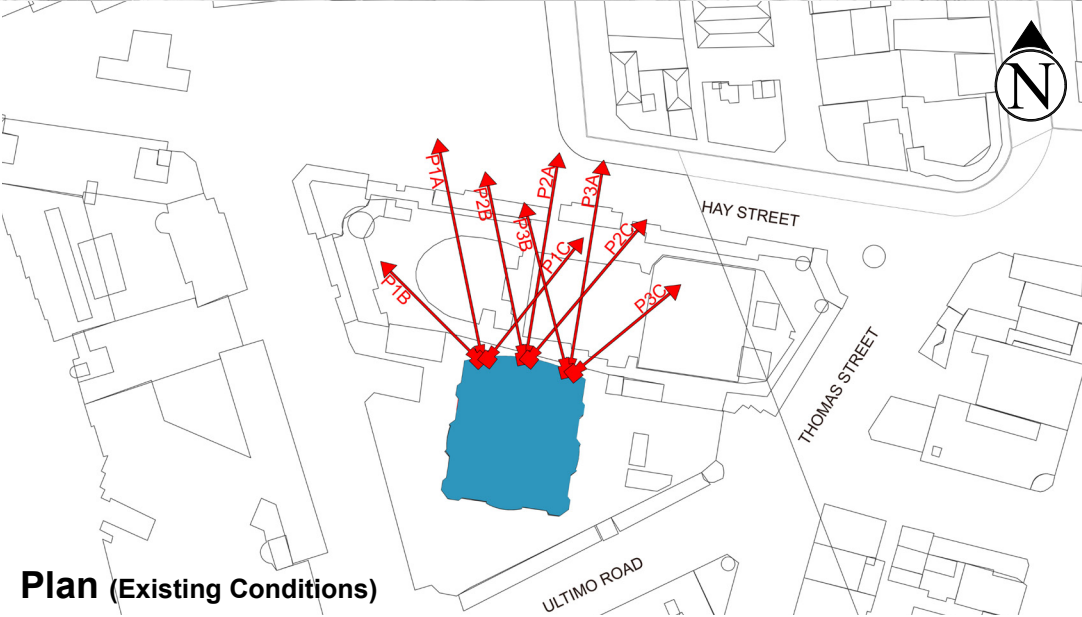 N
P1A
P2A
P2B
P3A
P3B
HAY STREET
P2C
P1C
P1B
P3C
THOMAS STREET
ULTIMO ROAD
Plan (Existing Conditions)